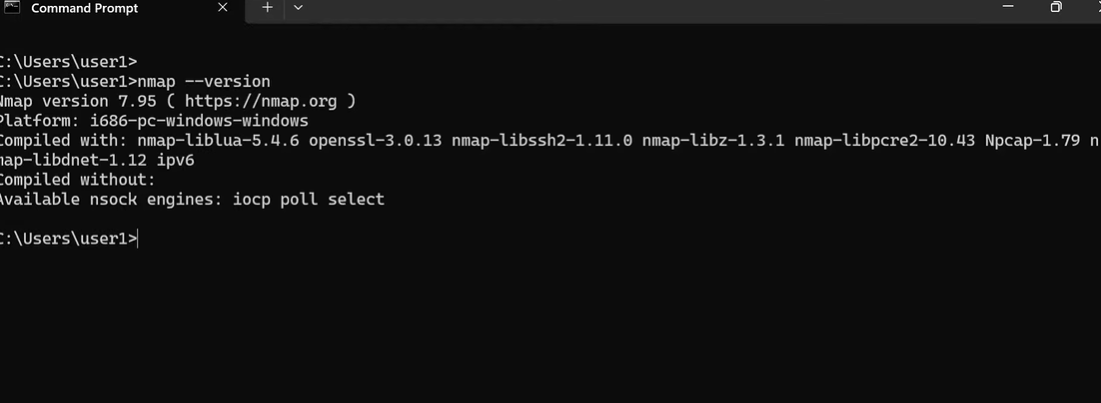 Command Prompt
C:\Users\user1>
C:\Users\user1>nmap --version
Nmap version 7.95 ( https://nmap.org )
Platform: i686-pc-windows-windows
Compiled with: nmap-liblua-5.4.6 openssl-3.0.13 nmap-libssh2-1.11.0 nmap-libz-1.3.1 nmap-libpcre2-10.43 Npcap-1.79 n
map-libdnet-1.12 ipv6
Compiled without:
Available nsock engines: iocp poll select
C:\Users\user1>